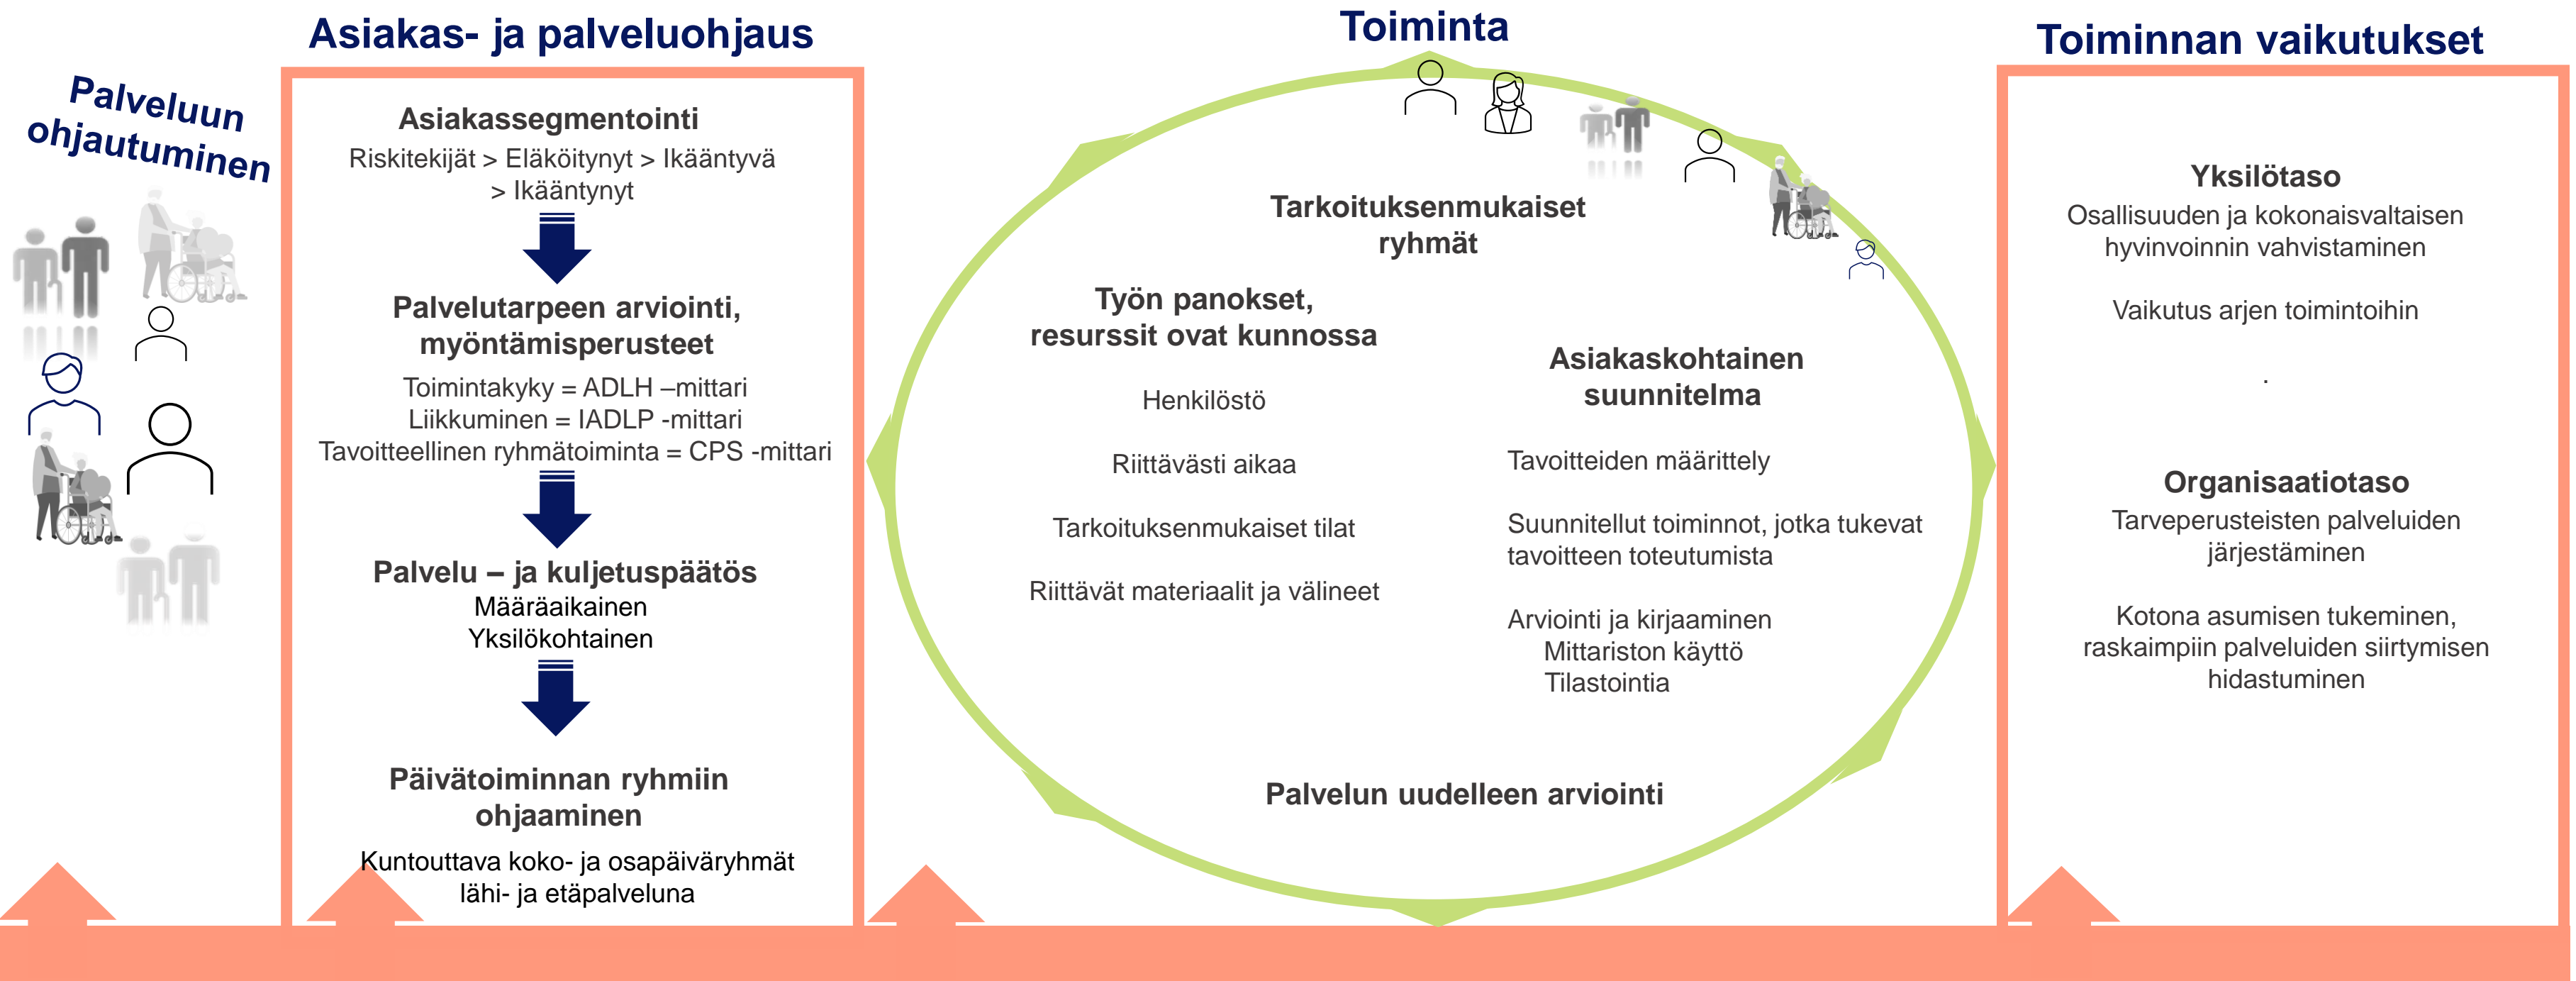 Palveluun
ohjautuminen
Asiakas- ja palveluohjaus
Asiakassegmentointi
Riskitekijät > Eläköitynyt > Ikääntyvä
> Ikääntynyt
Palvelutarpeen arviointi,
myöntämisperusteet
Toimintakyky = ADLH –mittari
Liikkuminen = IADLP -mittari
Tavoitteellinen ryhmätoiminta = CPS -mittari
Palvelu – ja kuljetuspäätös
Määräaikainen
Yksilökohtainen
Päivätoiminnan ryhmiin
ohjaaminen
Kuntouttava koko- ja osapäiväryhmät
lähi- ja etäpalveluna
Toiminta
Tarkoituksenmukaiset
ryhmät
Työn panokset,
resurssit ovat kunnossa
Henkilöstö
Riittävästi aikaa
Tarkoituksenmukaiset tilat
Riittävät materiaalit ja välineet
Asiakaskohtainen
suunnitelma
Tavoitteiden määrittely
Suunnitellut toiminnot, jotka tukevat
tavoitteen toteutumista
Arviointi ja kirjaaminen
Mittariston käyttö
Tilastointia
Palvelun uudelleen arviointi
Toiminnan vaikutukset
Yksilötaso
Osallisuuden ja kokonaisvaltaisen
hyvinvoinnin vahvistaminen
Vaikutus arjen toimintoihin
.
Organisaatiotaso
Tarveperusteisten palveluiden
järjestäminen
Kotona asumisen tukeminen,
raskaimpiin palveluiden siirtymisen
hidastuminen